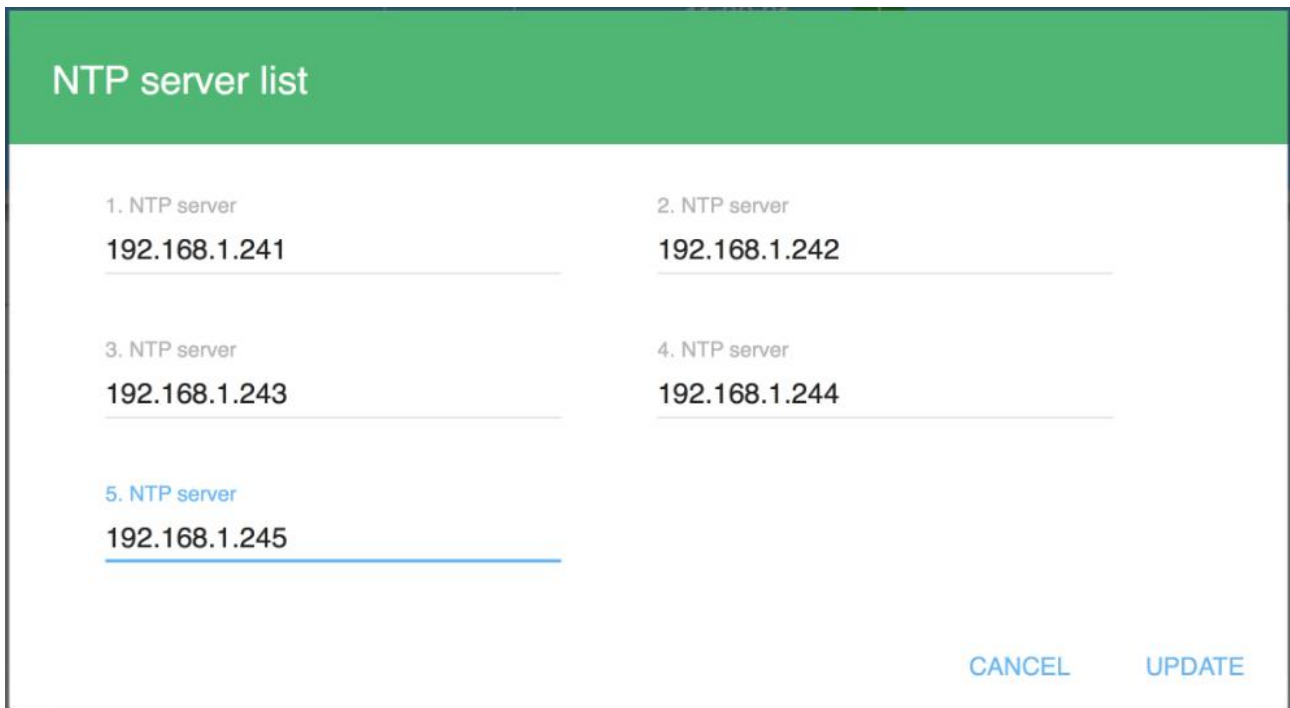 NTP server list
1. NTP server
192.168.1.241
2. NTP server
192.168.1.242
3. NTP server
192.168.1.243
4. NTP server
192.168.1.244
5. NTP server
192.168.1.245
CANCEL
UPDATE